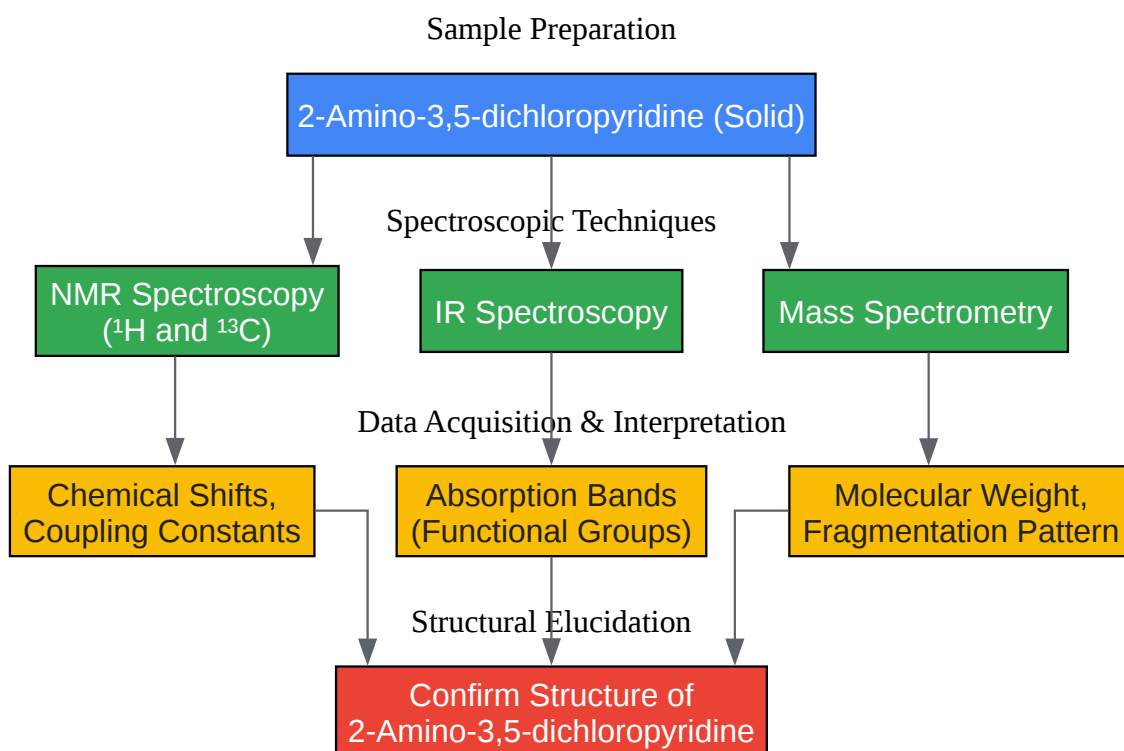 Sample Preparation
2-Amino-3,5-dichloropyridine (Solid)
Spectroscopic Techniques
NMR Spectroscopy
(¹H and ¹³C)
IR Spectroscopy
Mass Spectrometry
Data Acquisition & Interpretation
Chemical Shifts,
Coupling Constants
Absorption Bands
(Functional Groups)
Molecular Weight,
Fragmentation Pattern
Structural Elucidation
Confirm Structure of
2-Amino-3,5-dichloropyridine